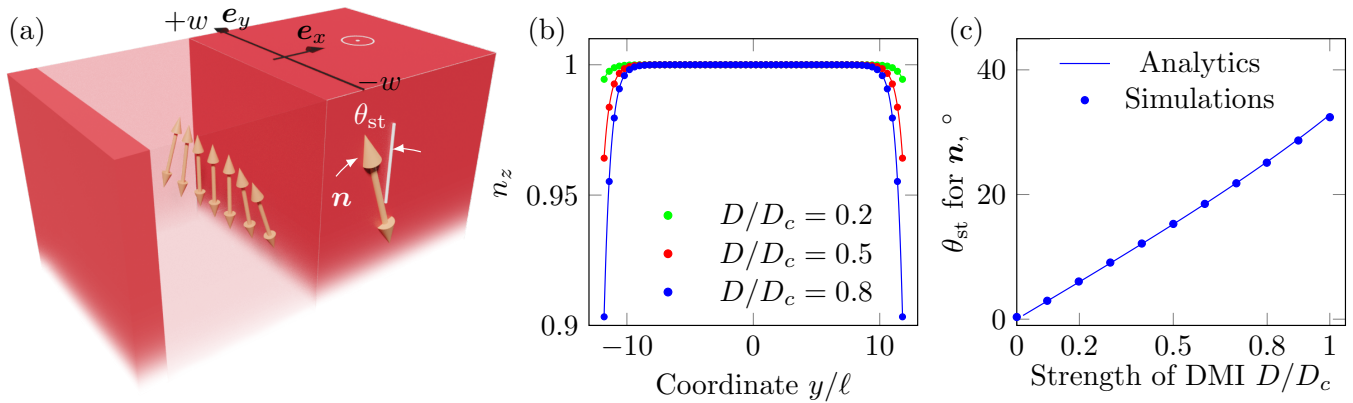 (a)
+w e_y
e_x
−w
θ_st
n
(b)
1
0.95
0.9
n_z
D/D_c = 0.2
D/D_c = 0.5
D/D_c = 0.8
−10 0 10
Coordinate y/ℓ
(c)
40
20
0
θ_st for n, °
Analytics
Simulations
0 0.2 0.5 0.8 1
Strength of DMI D/D_c